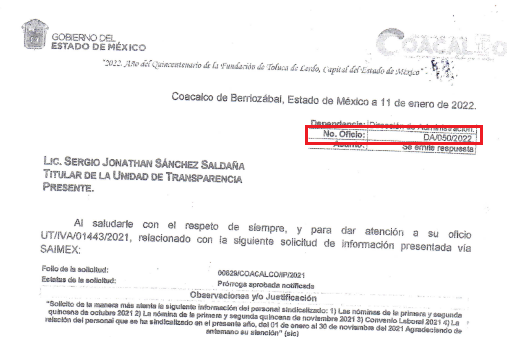 GOBIERNO DEL
ESTADO DE MÉXICO
COACALCO
"2022. Año del Quincentenario de la Fundación de Toluca de Lerdo, Capital del Estado de México"
Coacalco de Berriozábal, Estado de México a 11 enero de 2022.
Dependencia: Dirección de Administración.
No. Oficio: DA/050/2022
Asunto: Se emite respuesta
LIC. SERGIO JONATHAN SÁNCHEZ SALDAÑA
TITULAR DE LA UNIDAD DE TRANSPARENCIA
PRESENTE.
Al saludarle con el respeto de siempre, y para dar atención a su oficio
UT/IVA/01443/2021, relacionado con la siguiente solicitud de información presentada vía
SAIMEX:
Folio de la solicitud: 00629/COACALCO/IP/2021
Estatus de la solicitud: Prórroga aprobada notificada
Observaciones y/o Justificación
"Solicito de la manera más atenta la siguiente información del personal sindicalizado: 1) Las nóminas de la primera y segunda
quincena de octubre 2021 2) La nómina de la primera y segunda quincena de noviembre 2021 3) Convenio Laboral 2021 4) La
relación del personal que se ha sindicalizado en el presente año, del 01 de enero al 30 de noviembre del 2021 Agradeciendo de
antemano su atención" (sic)